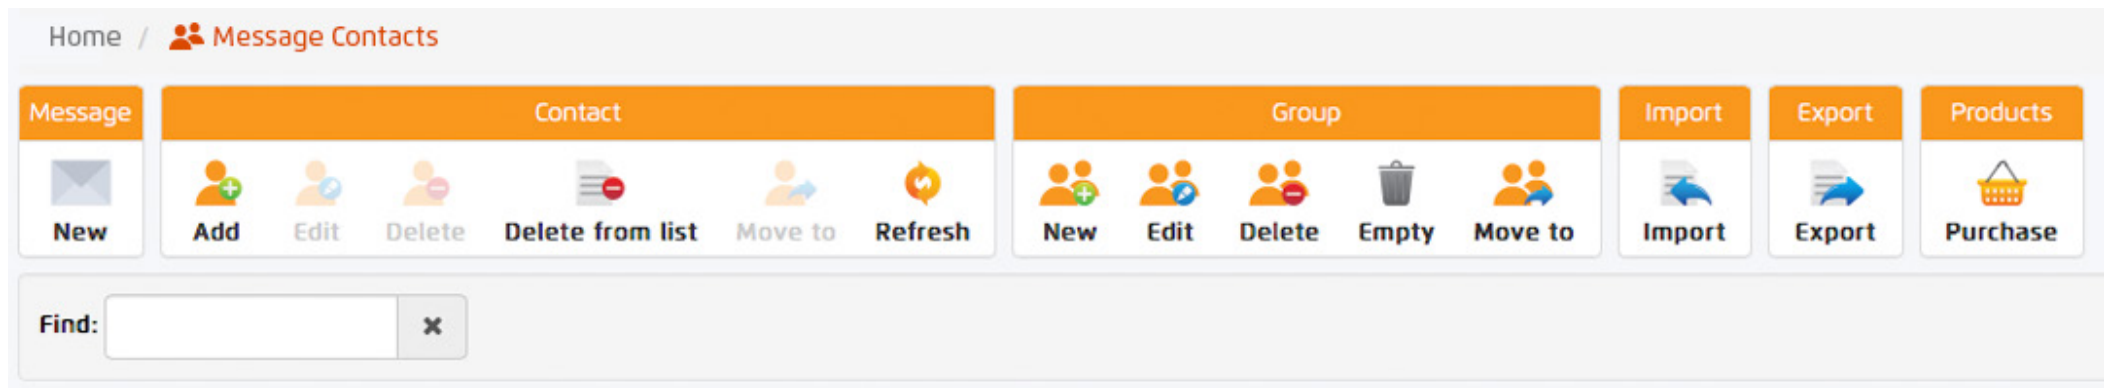 Home / Message Contacts
Message Contact Group Import Export Products
New Add Edit Delete Delete from list Move to Refresh New Edit Delete Empty Move to Import Export Purchase
Find: